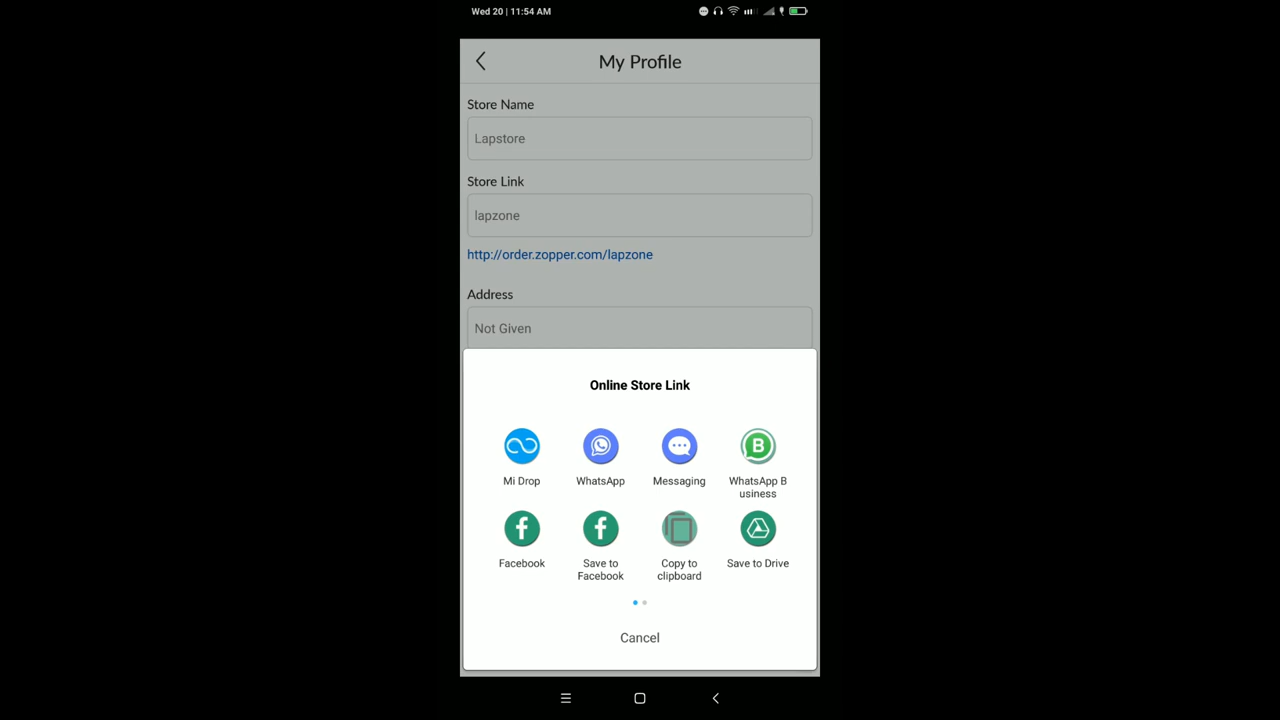 Wed 20 | 11:54 AM
My Profile
Store Name
Lapstore
Store Link
lapzone
http://order.zopper.com/lapzone
Address
Not Given
Online Store Link
Mi Drop
WhatsApp
Messaging
WhatsApp B
usiness
Facebook
Save to
Facebook
Copy to
clipboard
Save to Drive
Cancel